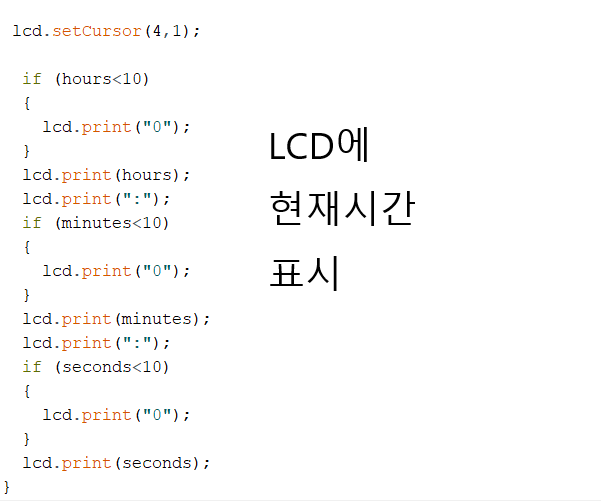 lcd.setCursor(4,1);
if (hours<10)
{
lcd.print("0");
}
lcd.print(hours);
lcd.print(":");
if (minutes<10)
{
lcd.print("0");
}
lcd.print(minutes);
lcd.print(":");
if (seconds<10)
{
lcd.print("0");
}
lcd.print(seconds);
}
LCD에
현재시간
표시